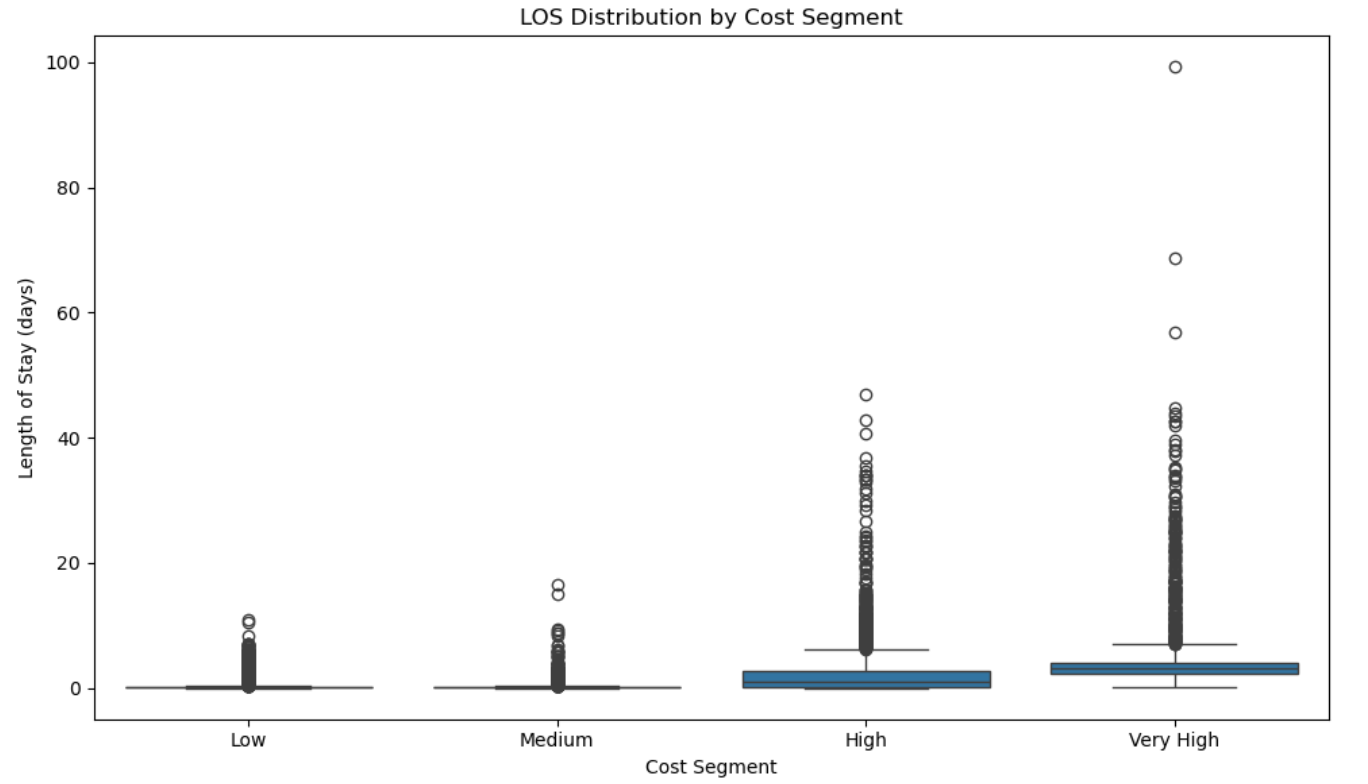 LOS Distribution by Cost Segment
100
80
60
40
20
0
Length of Stay (days)
Low Medium High Very High
Cost Segment